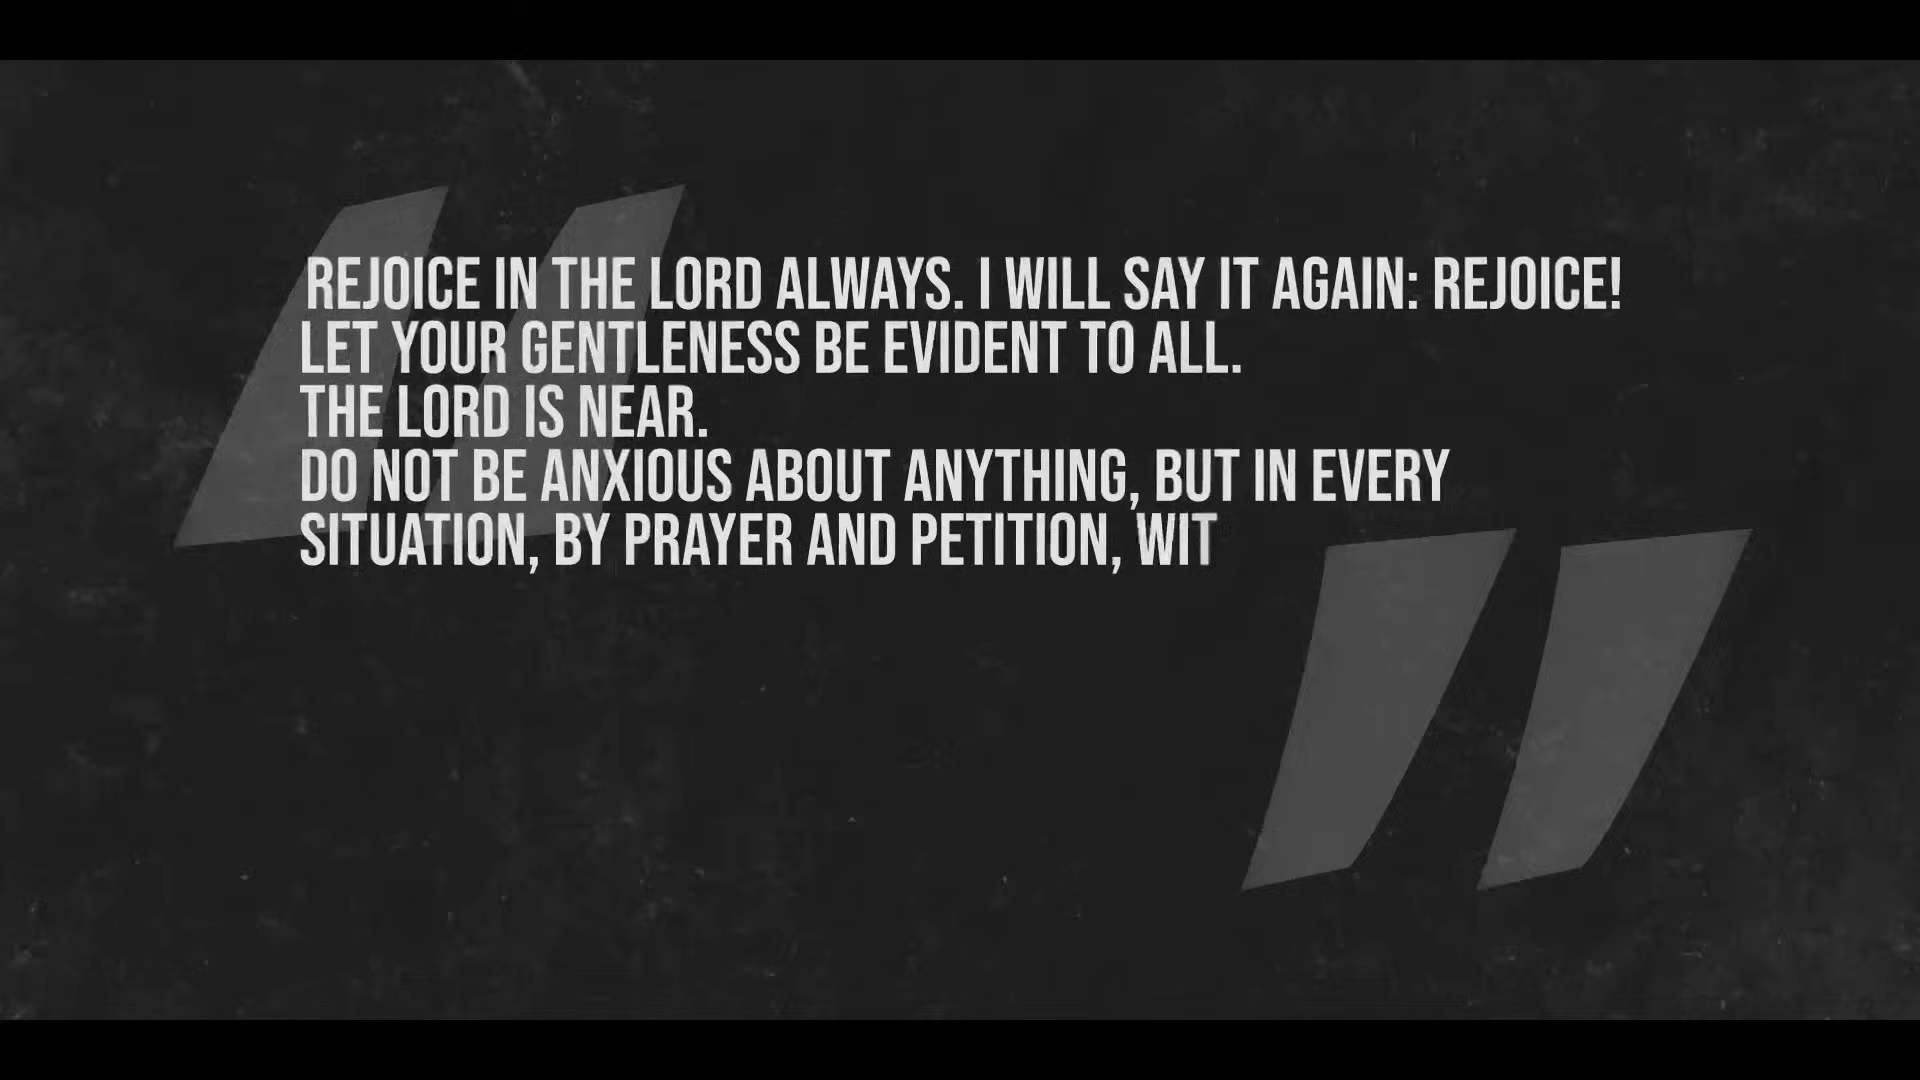 REJOICE IN THE LORD ALWAYS. I WILL SAY IT AGAIN: REJOICE!
LET YOUR GENTLENESS BE EVIDENT TO ALL.
THE LORD IS NEAR.
DO NOT BE ANXIOUS ABOUT ANYTHING, BUT IN EVERY
SITUATION, BY PRAYER AND PETITION, WIT